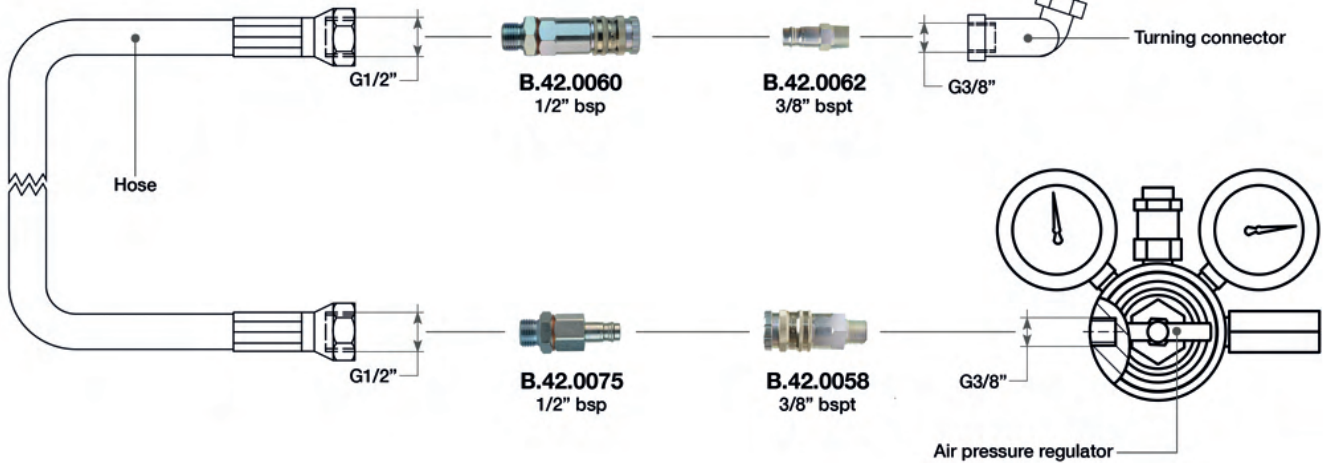 Turning connector
G1/2”
B.42.0060
1/2” bsp
B.42.0062
3/8” bspt
G3/8”
Hose
G1/2”
B.42.0075
1/2” bsp
B.42.0058
3/8” bspt
G3/8”
Air pressure regulator